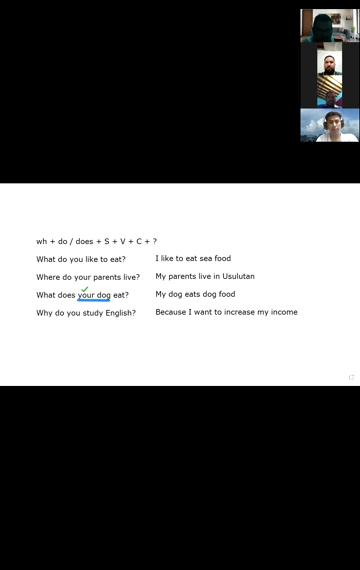 wh + do / does + S + V + C + ?
What do you like to eat? I like to eat sea food
Where do your parents live? My parents live in Usulutan
What does your dog eat? My dog eats dog food
Why do you study English? Because I want to increase my income
17